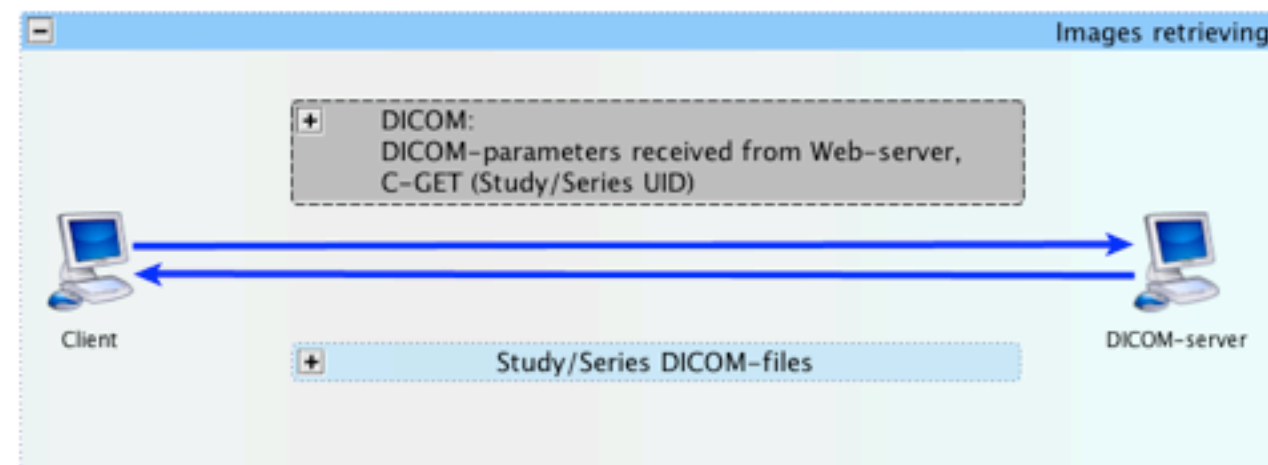 Images retrieving
DICOM:
DICOM-parameters received from Web-server,
C-GET (Study/Series UID)
Client
DICOM-server
Study/Series DICOM-files